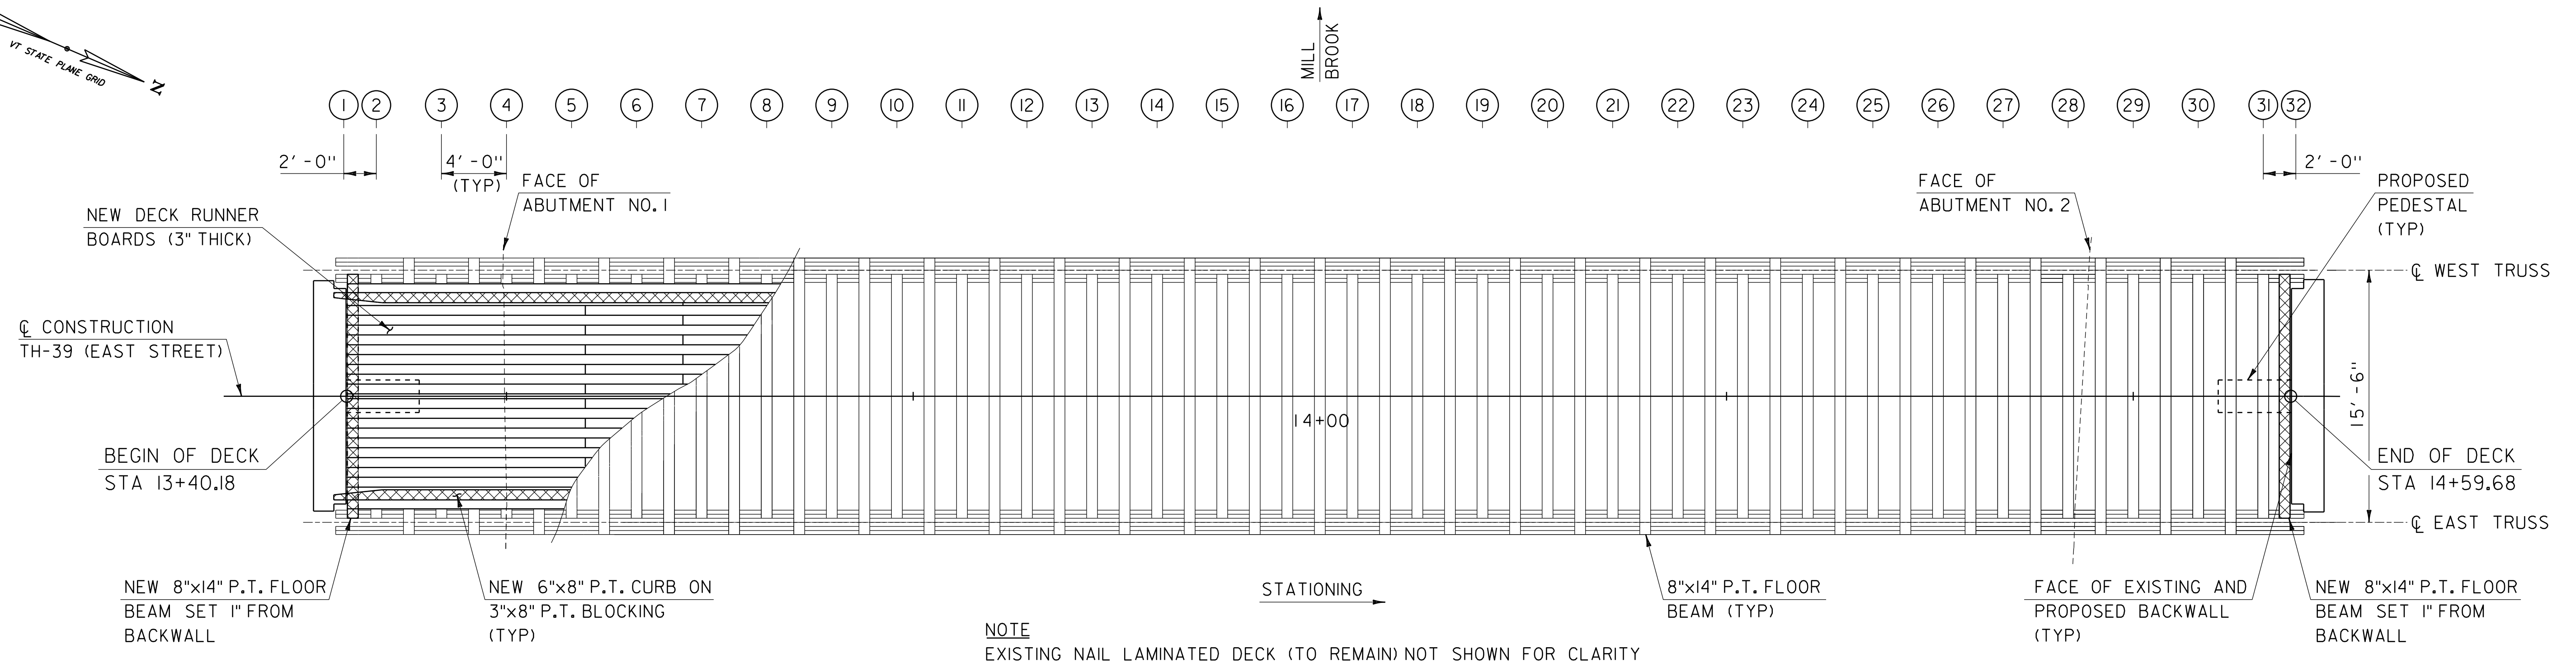 VT STATE PLANE GRID
N
MILL
BROOK
1 2 3 4 5 6 7 8 9 10 11 12 13 14 15 16 17 18 19 20 21 22 23 24 25 26 27 28 29 30 31 32
2'-0"
4'-0"
(TYP)
2'-0"
FACE OF
ABUTMENT NO. 1
FACE OF
ABUTMENT NO. 2
PROPOSED
PEDESTAL
(TYP)
NEW DECK RUNNER
BOARDS (3" THICK)
℄ WEST TRUSS
℄ CONSTRUCTION
TH-39 (EAST STREET)
15'-6"
14+00
BEGIN OF DECK
STA 13+40.18
END OF DECK
STA 14+59.68
℄ EAST TRUSS
NEW 8"x14" P.T. FLOOR
BEAM SET 1" FROM
BACKWALL
NEW 6"x8" P.T. CURB ON
3"x8" P.T. BLOCKING
(TYP)
STATIONING
8"x14" P.T. FLOOR
BEAM (TYP)
FACE OF EXISTING AND
PROPOSED BACKWALL
(TYP)
NEW 8"x14" P.T. FLOOR
BEAM SET 1" FROM
BACKWALL
NOTE
EXISTING NAIL LAMINATED DECK (TO REMAIN) NOT SHOWN FOR CLARITY